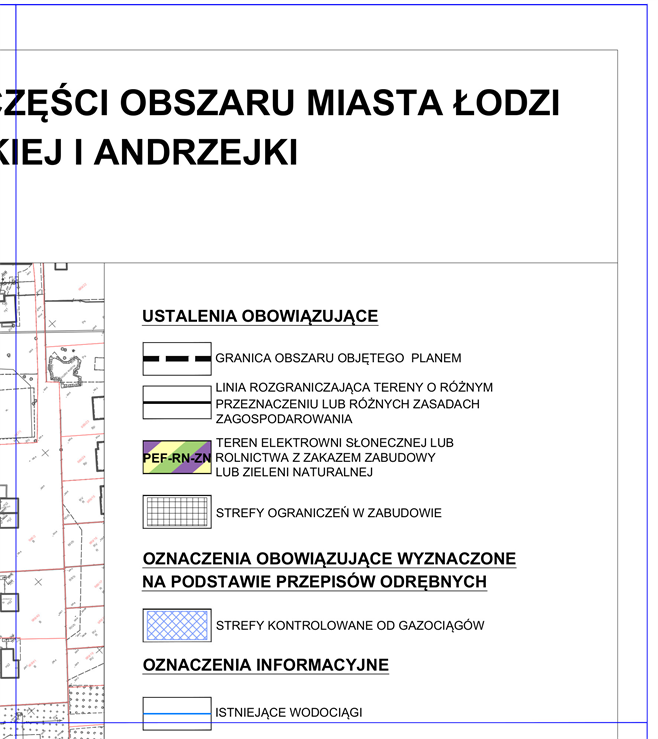 CZĘŚCI OBSZARU MIASTA ŁODZI
KIEJ I ANDRZEJKI
USTALENIA OBOWIĄZUJĄCE
GRANICA OBSZARU OBJĘTEGO PLANEM
LINIA ROZGRANICZAJĄCA TERENY O RÓŻNYM
PRZEZNACZENIU LUB RÓŻNYCH ZASADACH
ZAGOSPODAROWANIA
PEF-RN-ZN
TEREN ELEKTROWNI SŁONECZNEJ LUB
ROLNICTWA Z ZAKAZEM ZABUDOWY
LUB ZIELENI NATURALNEJ
STREFY OGRANICZEŃ W ZABUDOWIE
OZNACZENIA OBOWIĄZUJĄCE WYZNACZONE
NA PODSTAWIE PRZEPISÓW ODRĘBNYCH
STREFY KONTROLOWANE OD GAZOCIĄGÓW
OZNACZENIA INFORMACYJNE
ISTNIEJĄCE WODOCIĄGI